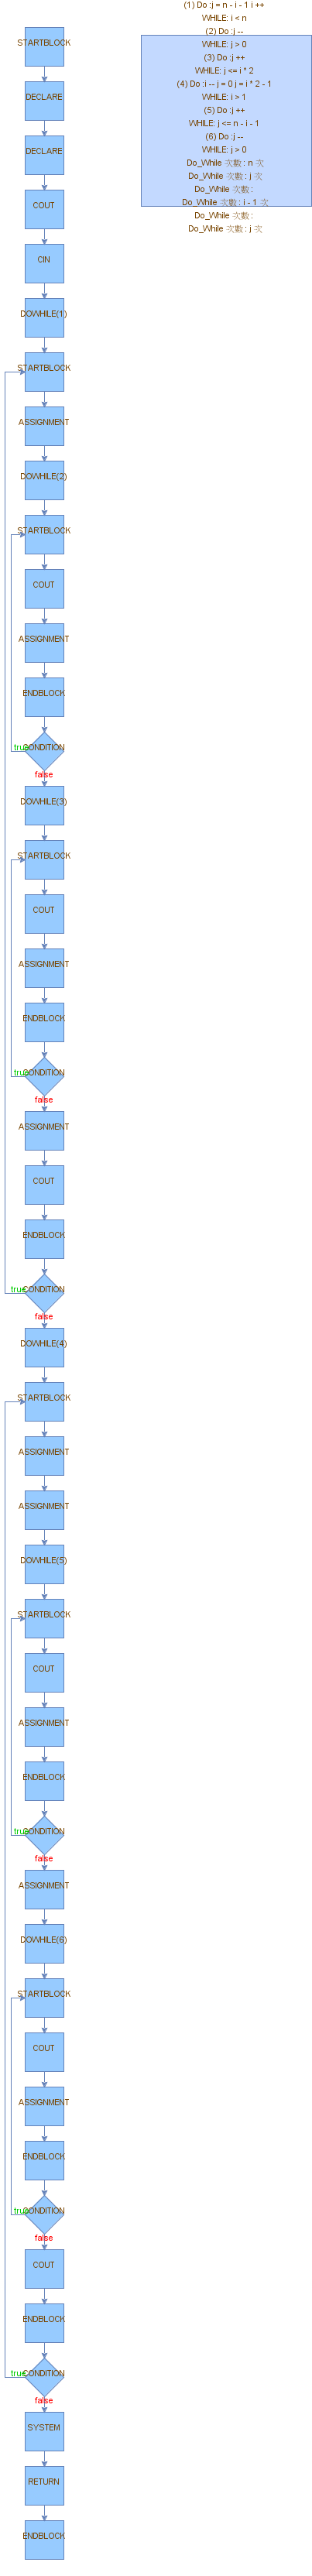 (1) Do :j = n - i - 1 i ++
WHILE: i < n
(2) Do :j --
WHILE: j > 0
(3) Do :j ++
WHILE: j <= i * 2
(4) Do :i -- j = 0 j = i * 2 - 1
WHILE: i > 1
(5) Do :j ++
WHILE: j <= n - i - 1
(6) Do :j --
WHILE: j > 0
Do_While 次數 : n 次
Do_While 次數 : j 次
Do_While 次數 :
Do_While 次數 : i - 1 次
Do_While 次數 :
Do_While 次數 : j 次
STARTBLOCK
DECLARE
DECLARE
COUT
CIN
DOWHILE(1)
STARTBLOCK
ASSIGNMENT
DOWHILE(2)
STARTBLOCK
COUT
ASSIGNMENT
ENDBLOCK
true CONDITION
false
DOWHILE(3)
STARTBLOCK
COUT
ASSIGNMENT
ENDBLOCK
true CONDITION
false
ASSIGNMENT
COUT
ENDBLOCK
true CONDITION
false
DOWHILE(4)
STARTBLOCK
ASSIGNMENT
ASSIGNMENT
DOWHILE(5)
STARTBLOCK
COUT
ASSIGNMENT
ENDBLOCK
true CONDITION
false
ASSIGNMENT
DOWHILE(6)
STARTBLOCK
COUT
ASSIGNMENT
ENDBLOCK
true CONDITION
false
COUT
ENDBLOCK
true CONDITION
false
SYSTEM
RETURN
ENDBLOCK